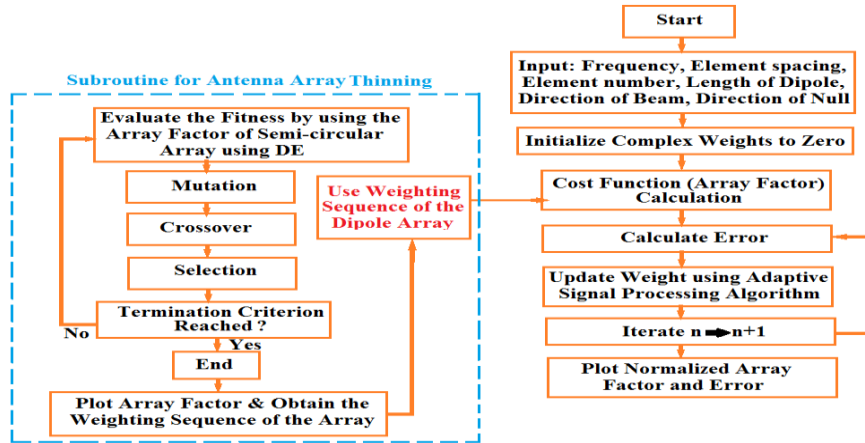 Start
Input: Frequency, Element spacing,
Element number, Length of Dipole,
Direction of Beam, Direction of Null
Initialize Complex Weights to Zero
Cost Function (Array Factor)
Calculation
Calculate Error
Update Weight using Adaptive
Signal Processing Algorithm
Iterate n → n+1
Plot Normalized Array
Factor and Error
Subroutine for Antenna Array Thinning
Evaluate the Fitness by using the
Array Factor of Semi-circular
Array using DE
Mutation
Crossover
Selection
Termination Criterion
Reached ?
No
Yes
End
Plot Array Factor & Obtain the
Weighting Sequence of the Array
Use Weighting
Sequence of the
Dipole Array